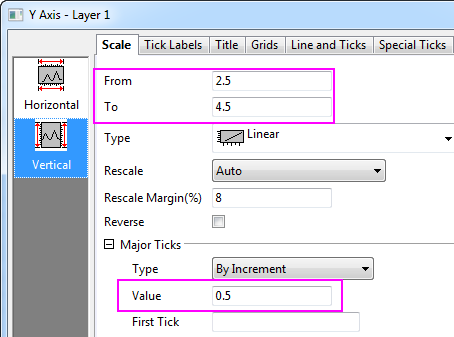 Y Axis - Layer 1
Scale Tick Labels Title Grids Line and Ticks Special Ticks
Horizontal
Vertical
From 2.5
To 4.5
Type Linear
Rescale Auto
Rescale Margin(%) 8
Reverse
Major Ticks
Type By Increment
Value 0.5
First Tick